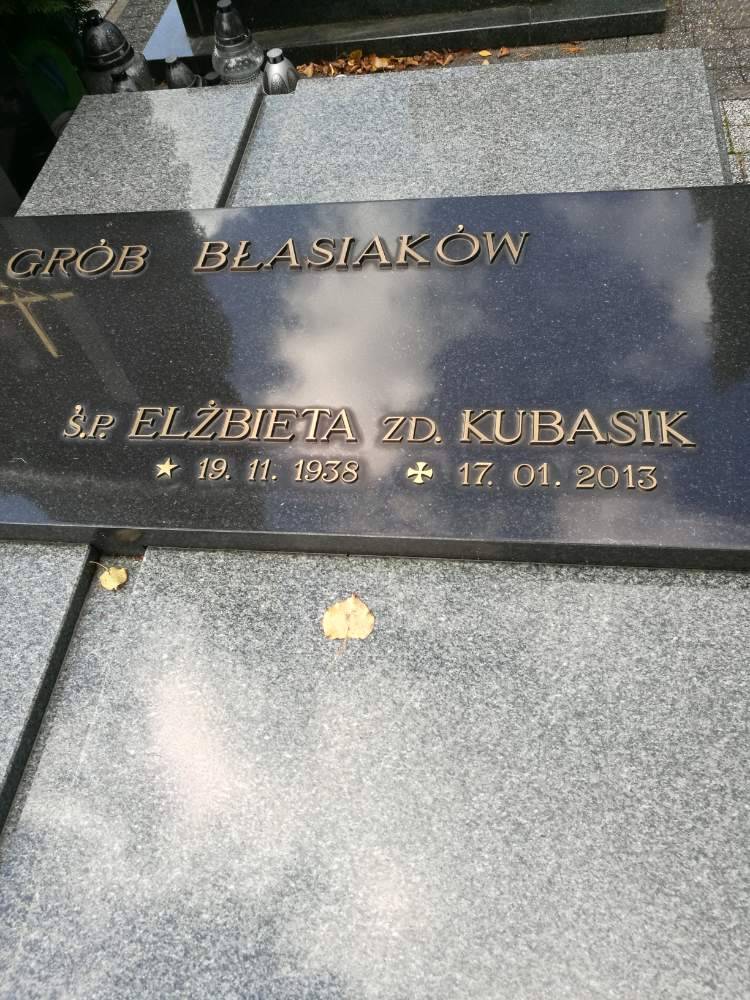 GRÓB BŁASIAKÓW
Ś.P. ELŻBIETA ZD. KUBASIK
19. 11. 1938 17. 01. 2013